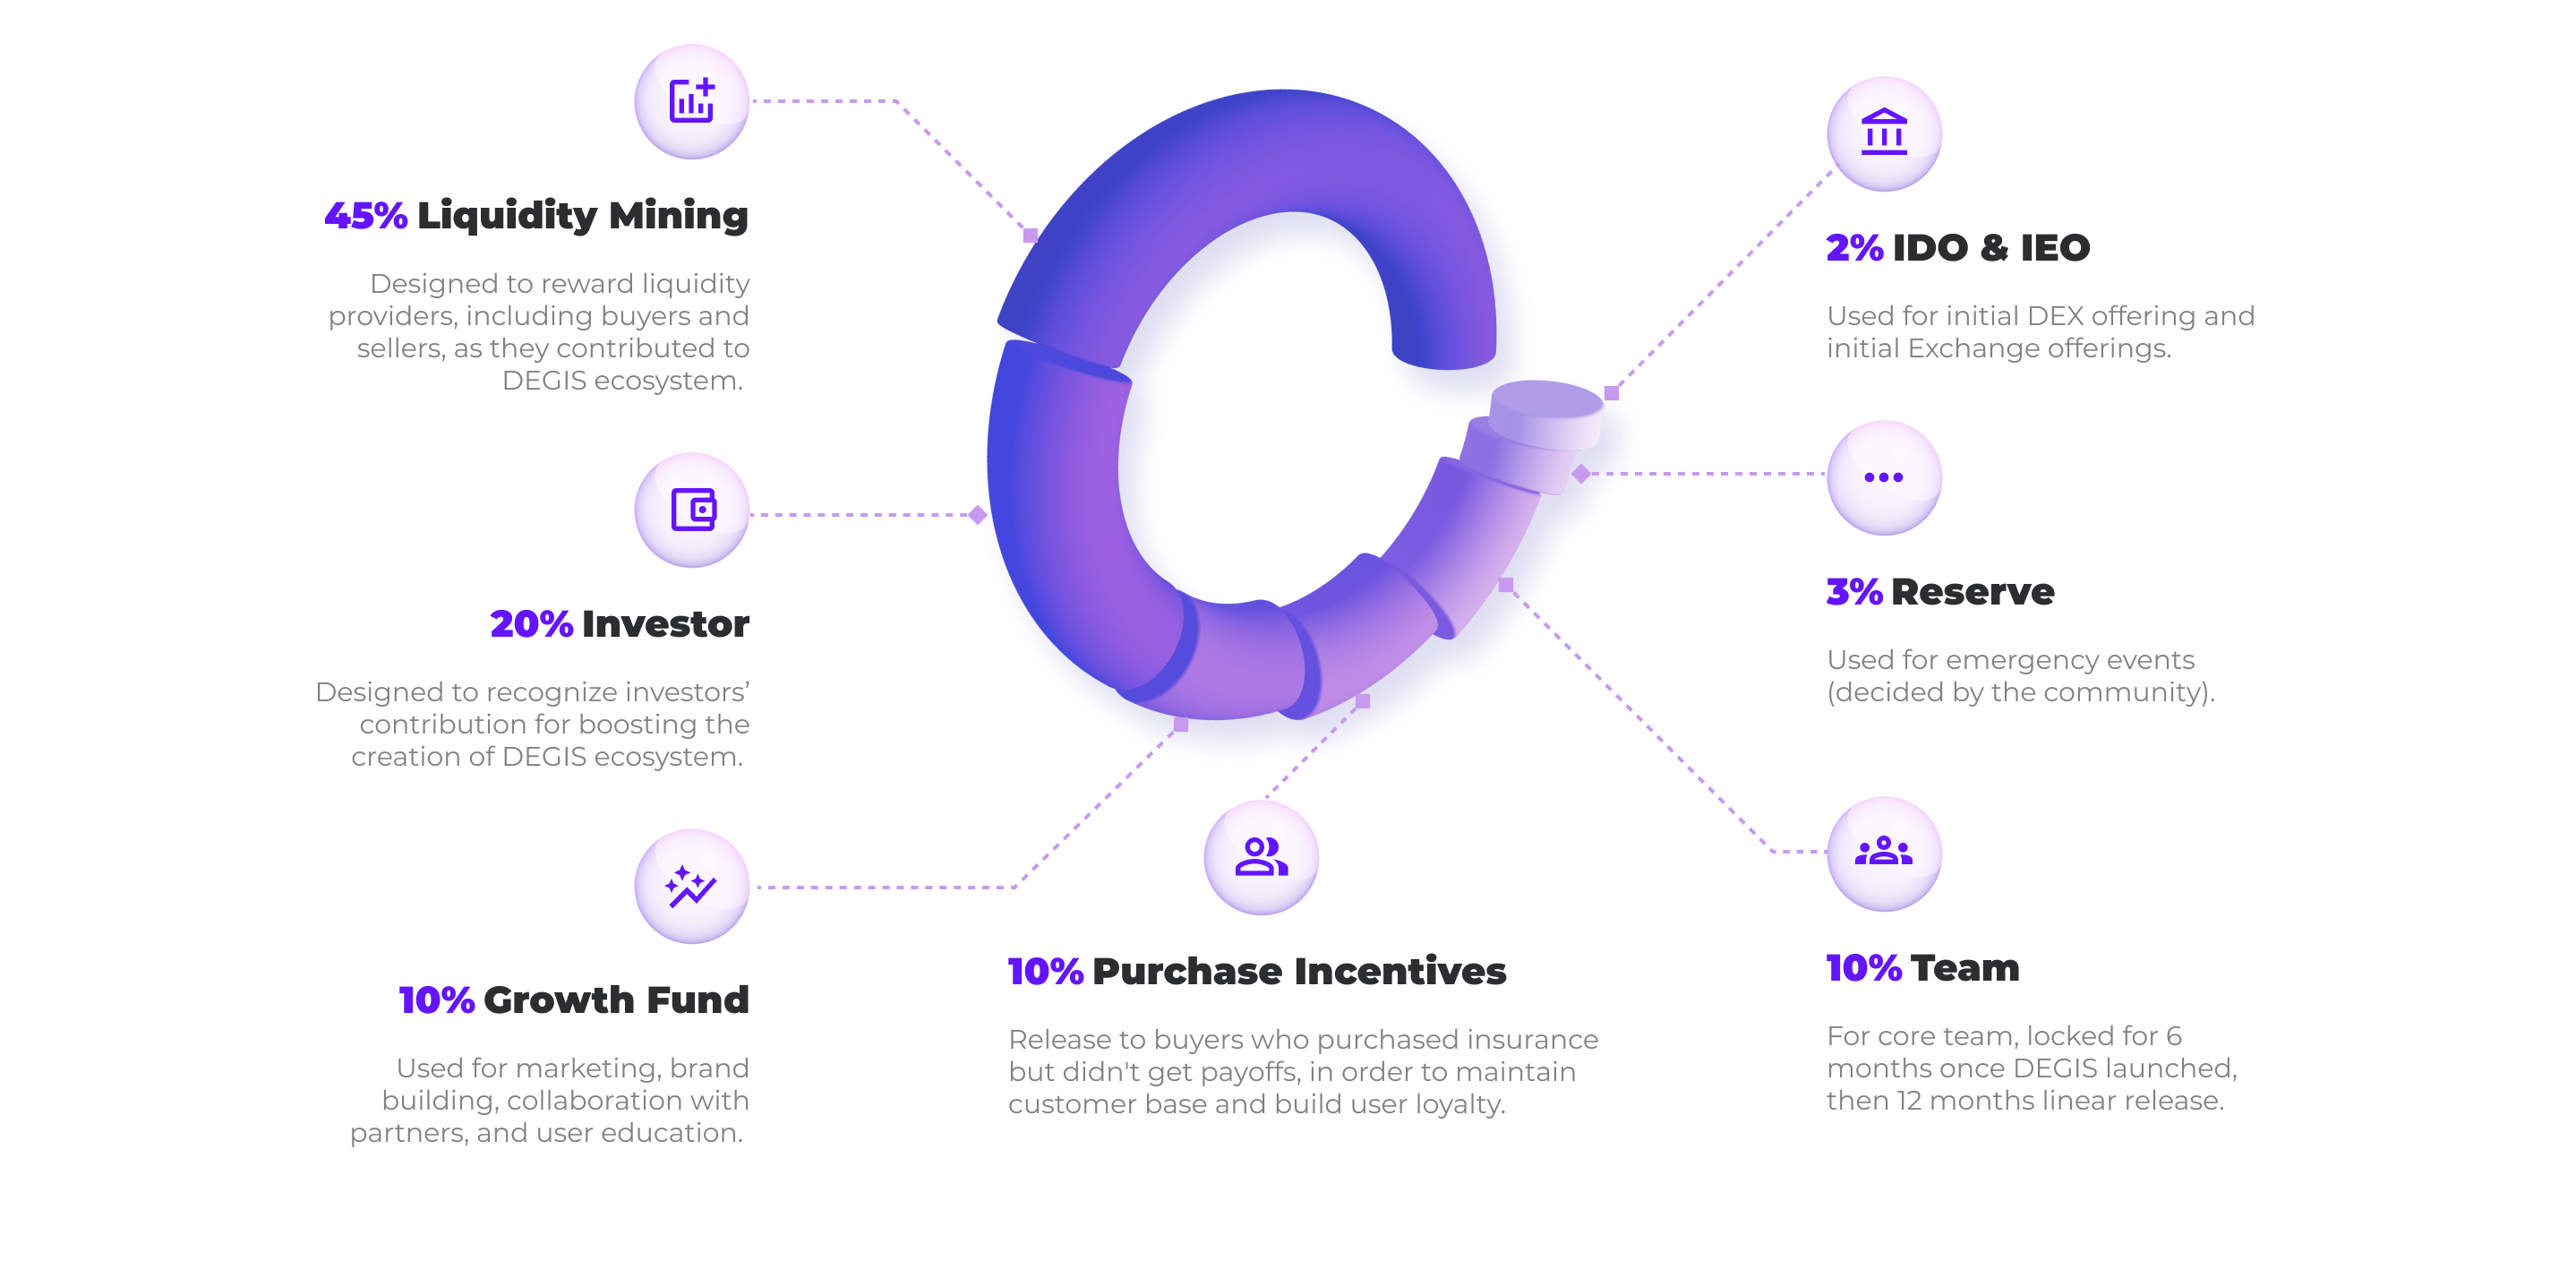 45% Liquidity Mining
Designed to reward liquidity
providers, including buyers and
sellers, as they contributed to
DEGIS ecosystem.
20% Investor
Designed to recognize investors’
contribution for boosting the
creation of DEGIS ecosystem.
10% Growth Fund
Used for marketing, brand
building, collaboration with
partners, and user education.
10% Purchase Incentives
Release to buyers who purchased insurance
but didn't get payoffs, in order to maintain
customer base and build user loyalty.
2% IDO & IEO
Used for initial DEX offering and
initial Exchange offerings.
3% Reserve
Used for emergency events
(decided by the community).
10% Team
For core team, locked for 6
months once DEGIS launched,
then 12 months linear release.